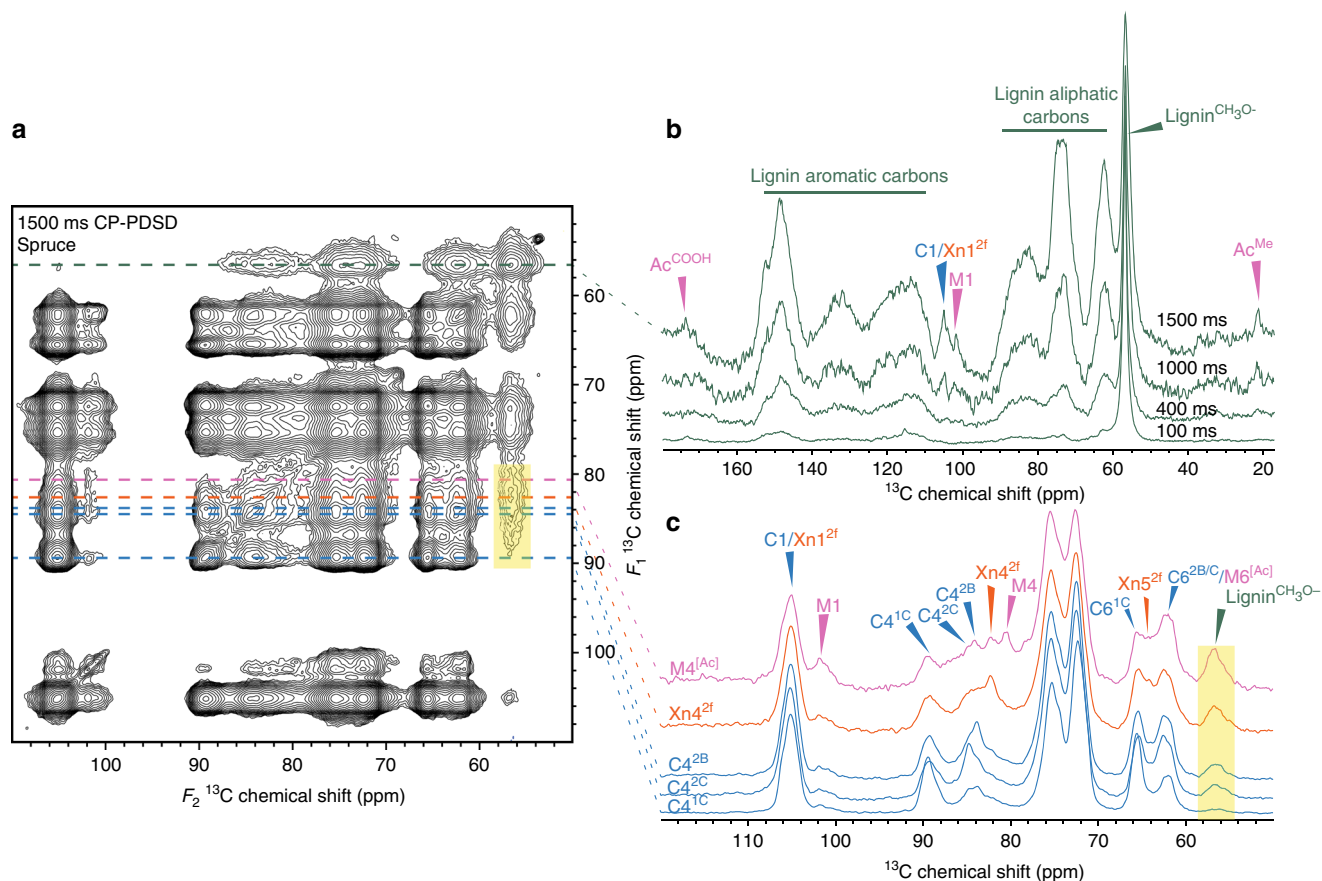 a
1500 ms CP-PDSD
Spruce
60
70
80
90
100
F1 13C chemical shift (ppm)
100
90
80
70
60
F2 13C chemical shift (ppm)
b
Lignin aliphatic
carbons
LigninCH3O-
Lignin aromatic carbons
C1/Xn12f
AcCOOH
M1
AcMe
1500 ms
1000 ms
400 ms
100 ms
160
140
120
100
80
60
40
20
13C chemical shift (ppm)
c
C1/Xn12f
M1
C41C
C42C
C42B
Xn42f
M4
C61C
Xn52f
C62B/C/M6[Ac]
LigninCH3O–
M4[Ac]
Xn42f
C42B
C42C
C41C
110
100
90
80
70
60
13C chemical shift (ppm)